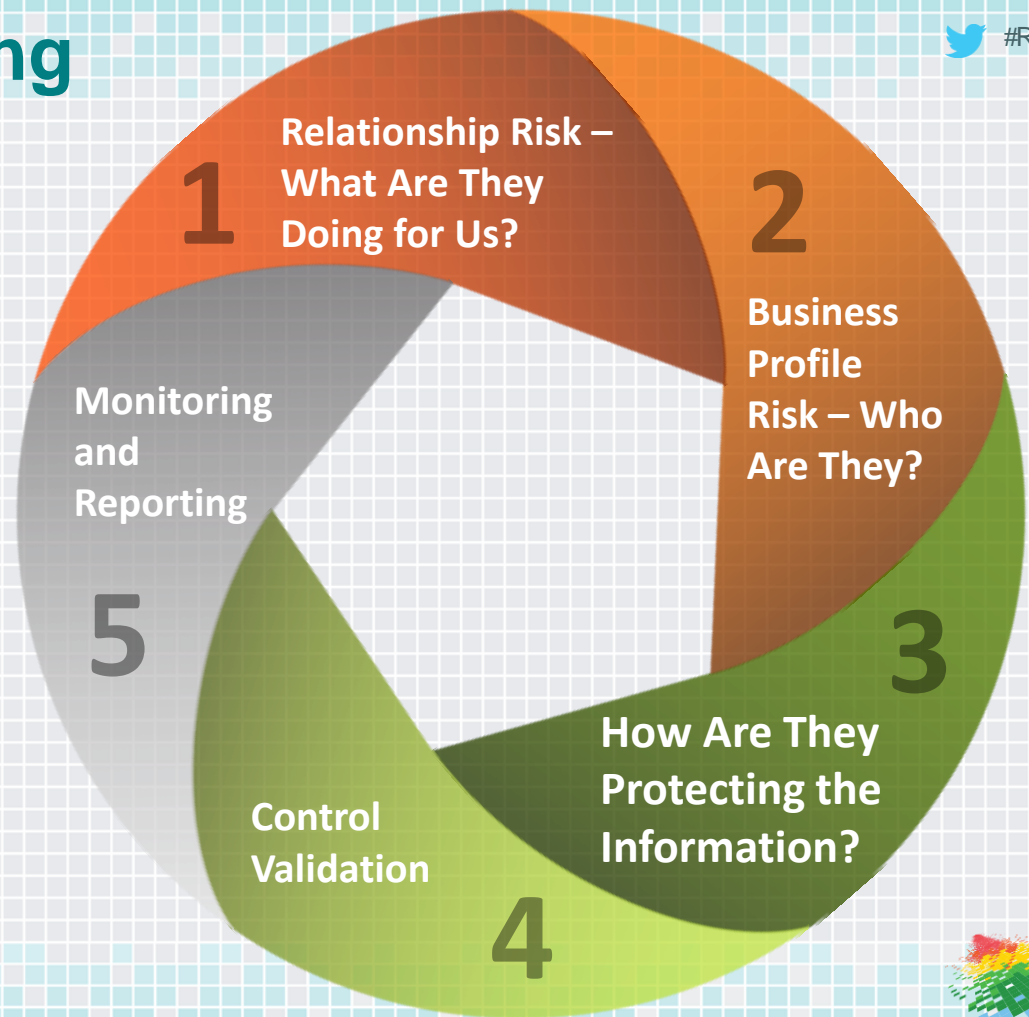 ng
#R
1
Relationship Risk –
What Are They
Doing for Us?
2
Business
Profile
Risk – Who
Are They?
3
How Are They
Protecting the
Information?
4
Control
Validation
5
Monitoring
and
Reporting